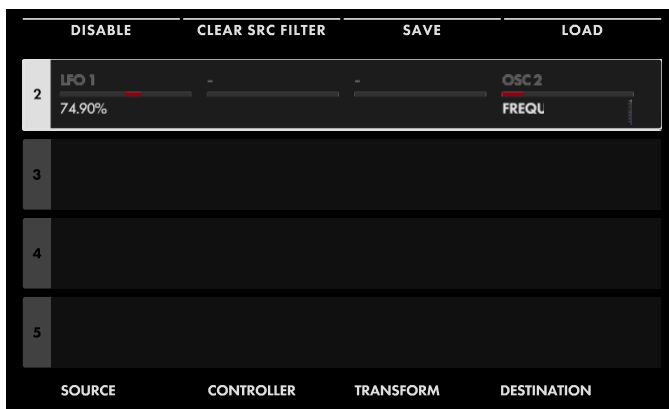 DISABLE CLEAR SRC FILTER SAVE LOAD
2 LFO 1 - - OSC 2
74.90% FREQU
3
4
5
SOURCE CONTROLLER TRANSFORM DESTINATION